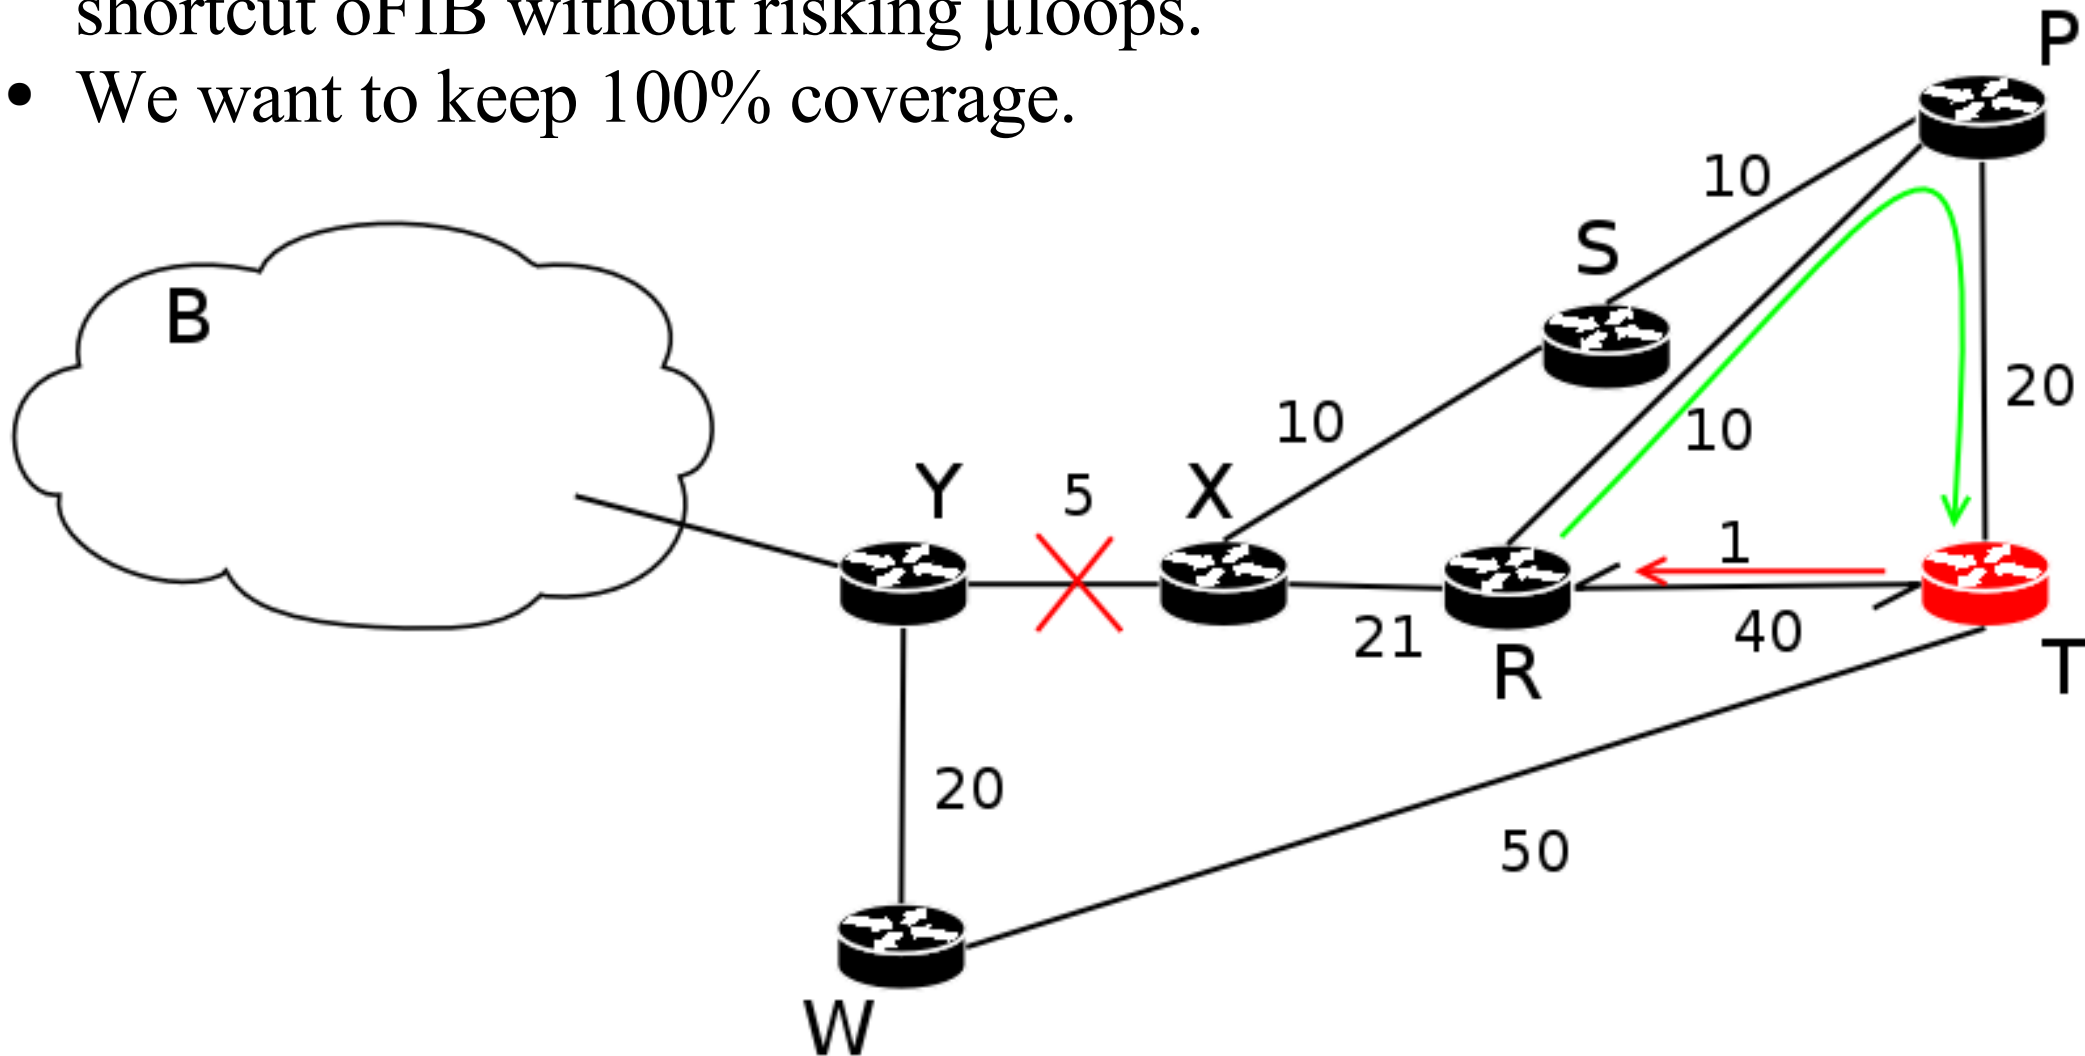 shortcut oFIB without risking µloops.
• We want to keep 100% coverage.
P
10
S
B
20
10
10
Y
5
X
1
21
40
R
T
20
50
W